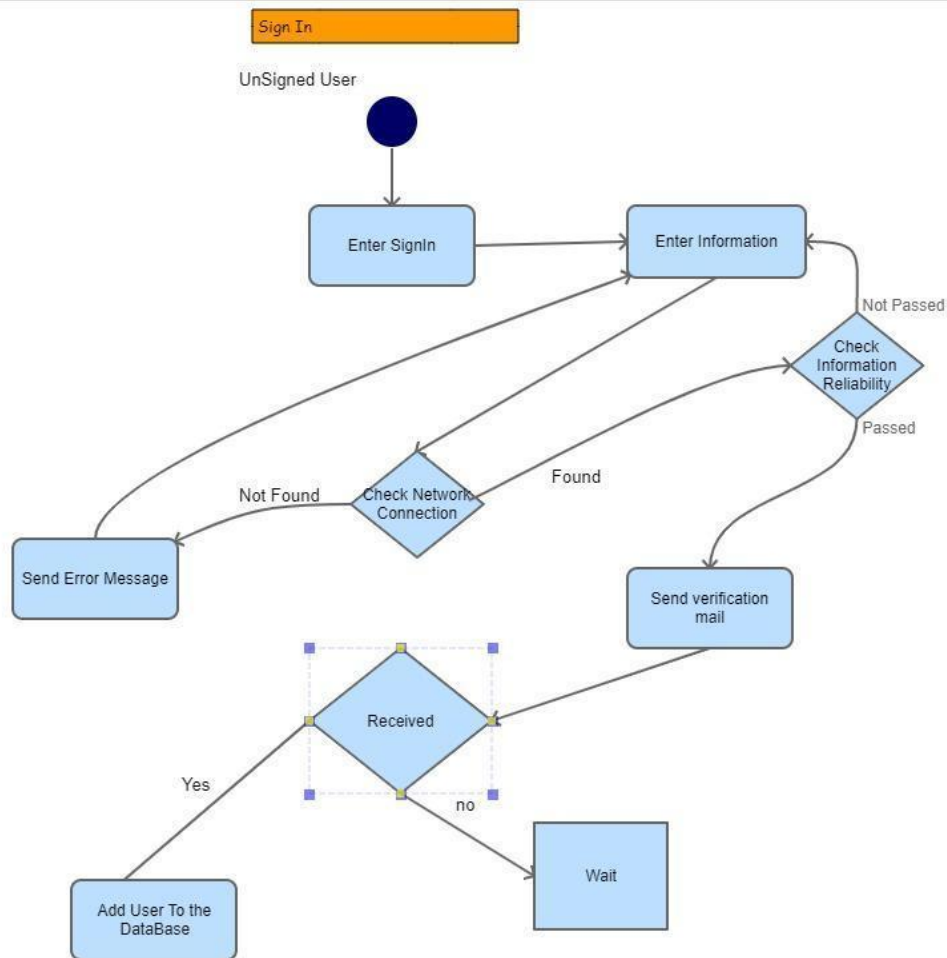 Sign In
UnSigned User
Enter SignIn
Enter Information
Not Passed
Check
Information
Reliability
Passed
Found
Check Network
Connection
Not Found
Send Error Message
Send verification
mail
Received
Yes
no
Wait
Add User To the
DataBase